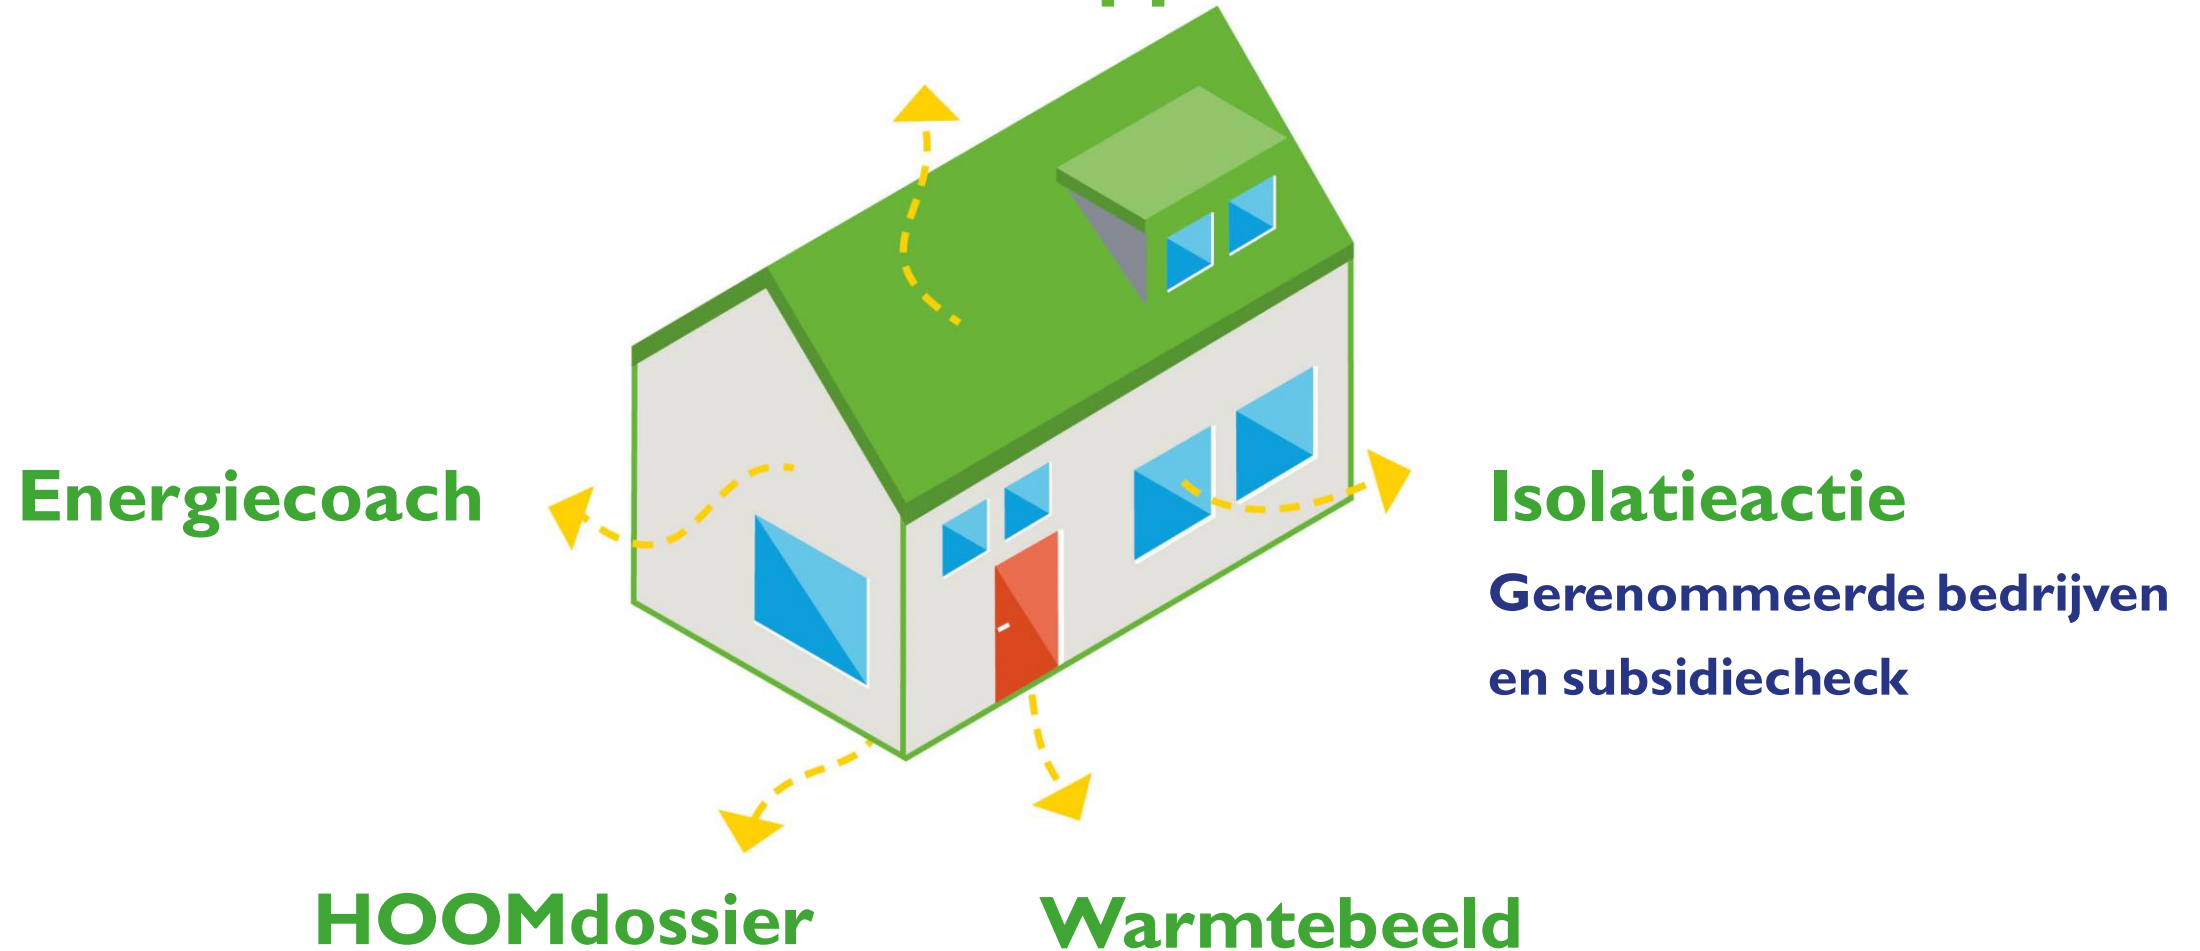 Energiecoach
Isolatieactie
Gerenommeerde bedrijven
en subsidiecheck
HOOMdossier
Warmtebeeld